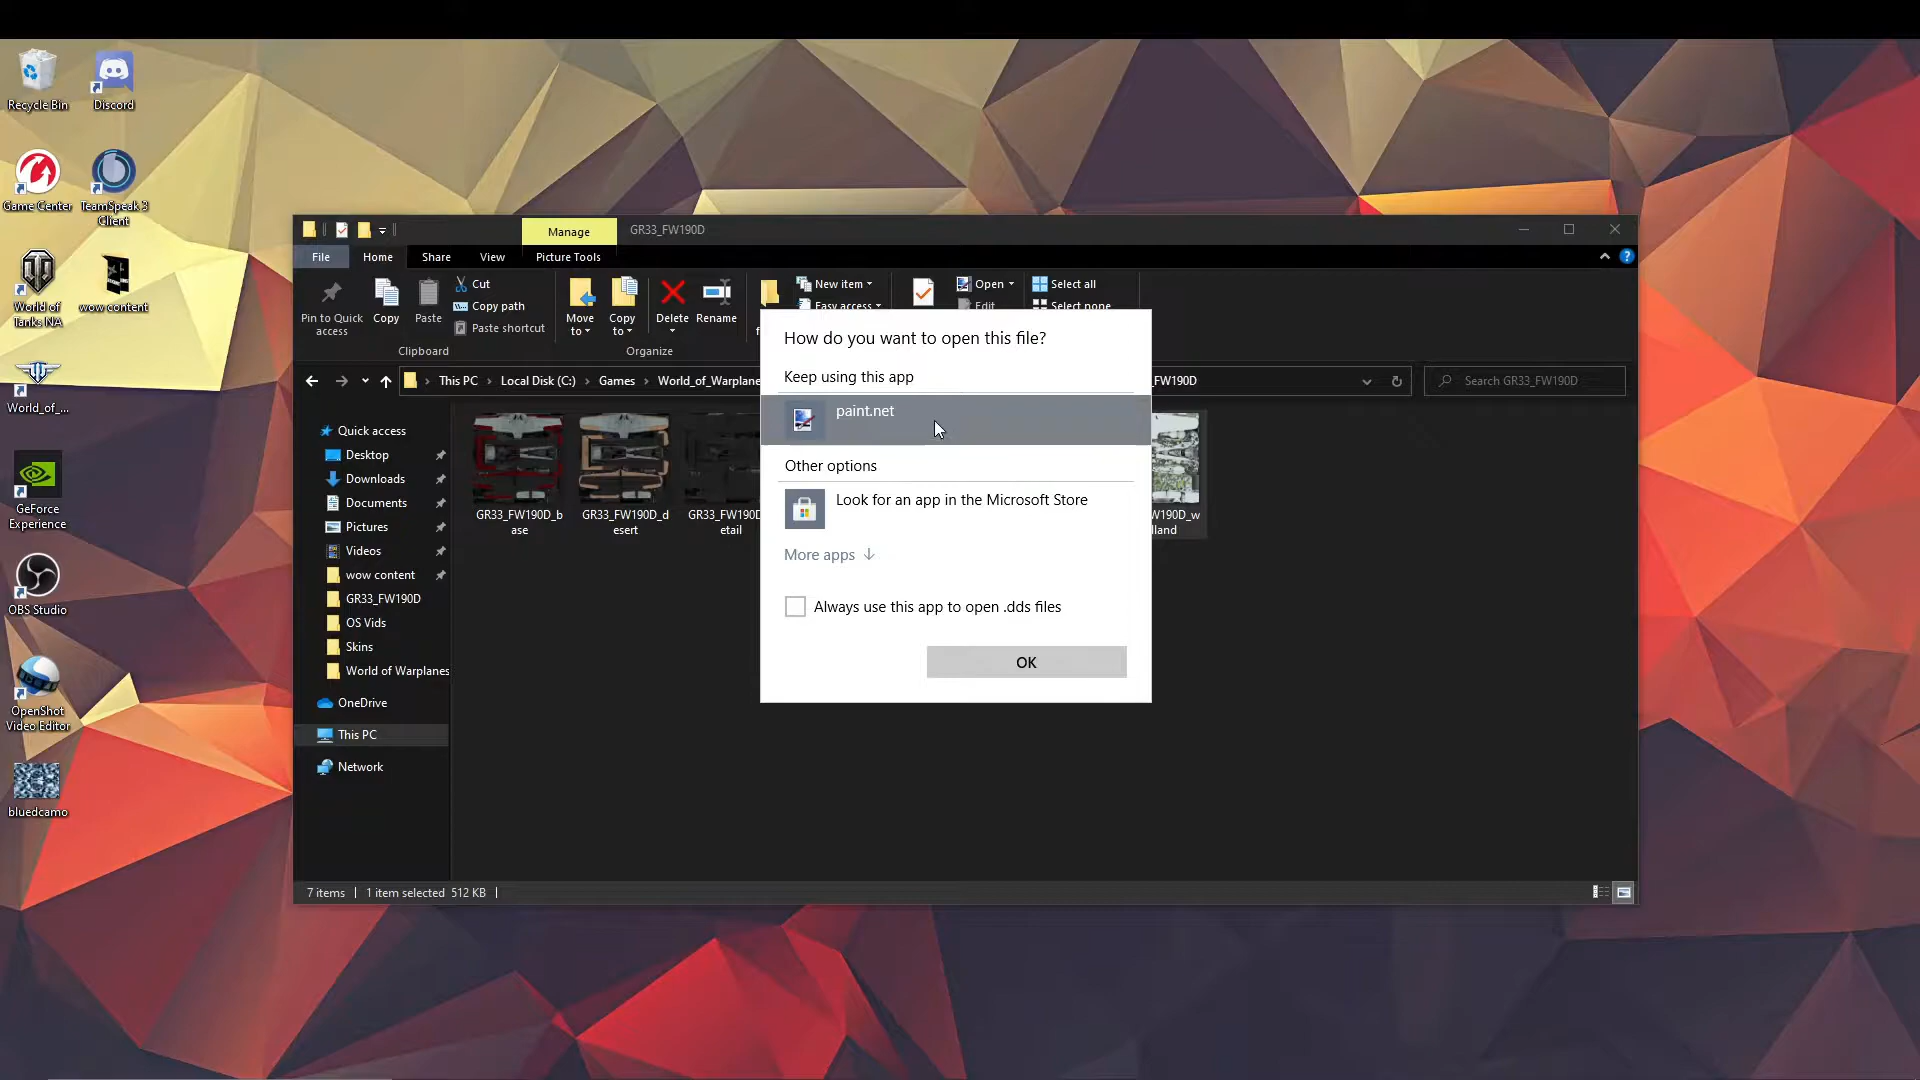 Recycle Bin
Discord
Game Center
TeamSpeak 3
Client
World of
Tanks NA
wow content
World_of_...
GeForce
Experience
OBS Studio
OpenShot
Video Editor
bluedcamo
Manage
GR33_FW190D
File
Home
Share
View
Picture Tools
Pin to Quick
access
Copy
Paste
Cut
Copy path
Paste shortcut
Clipboard
Move
to
Copy
to
Delete
Rename
Organize
New item
Easy access
Open
Edit
Select all
Select none
This PC
Local Disk (C:)
Games
World_of_Warplane
_FW190D
Search GR33_FW190D
Quick access
Desktop
Downloads
Documents
Pictures
Videos
wow content
GR33_FW190D
OS Vids
Skins
World of Warplanes
OneDrive
This PC
Network
GR33_FW190D_b
ase
GR33_FW190D_d
esert
GR33_FW190D
etail
W190D_w
lland
How do you want to open this file?
Keep using this app
paint.net
Other options
Look for an app in the Microsoft Store
More apps
Always use this app to open .dds files
OK
7 items
1 item selected 512 KB